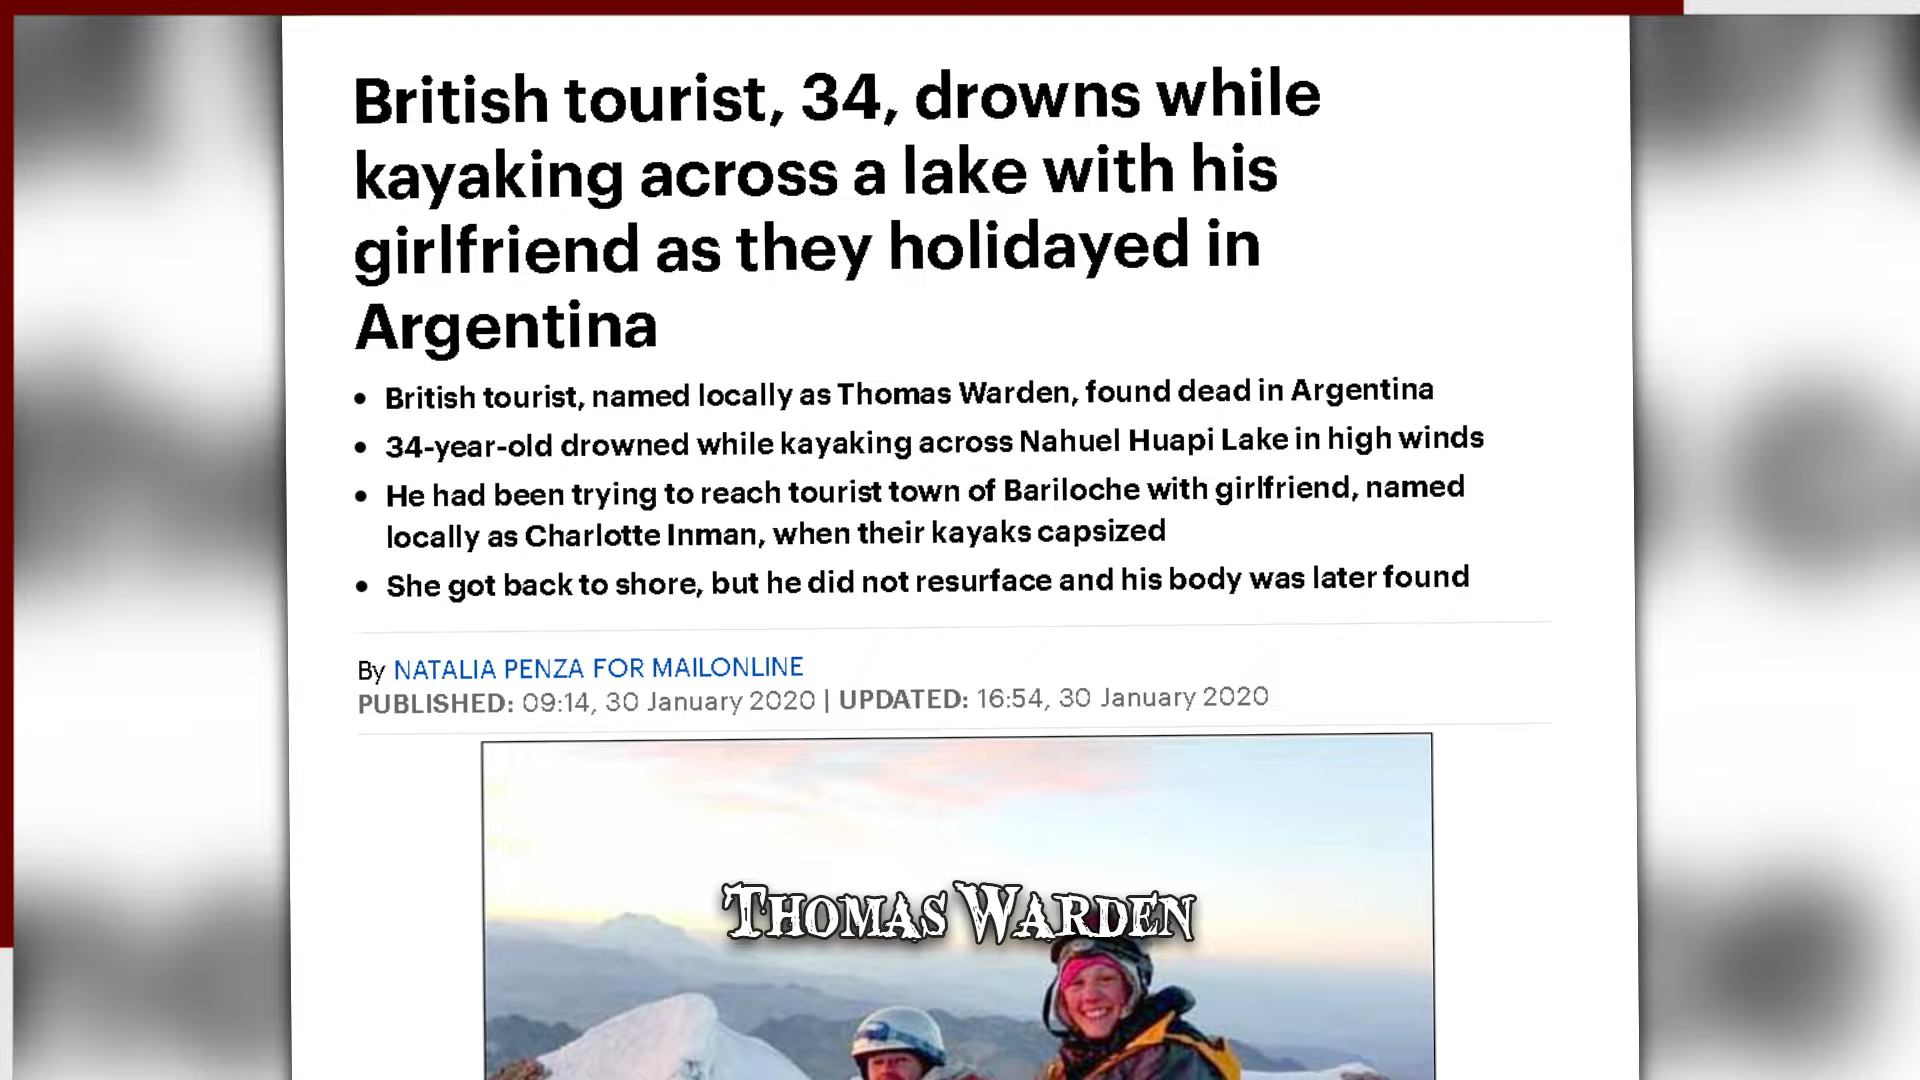 British tourist, 34, drowns while
kayaking across a lake with his
girlfriend as they holidayed in
Argentina
• British tourist, named locally as Thomas Warden, found dead in Argentina
• 34-year-old drowned while kayaking across Nahuel Huapi Lake in high winds
• He had been trying to reach tourist town of Bariloche with girlfriend, named
locally as Charlotte Inman, when their kayaks capsized
• She got back to shore, but he did not resurface and his body was later found
By NATALIA PENZA FOR MAILONLINE
PUBLISHED: 09:14, 30 January 2020 | UPDATED: 16:54, 30 January 2020
THOMAS WARDEN